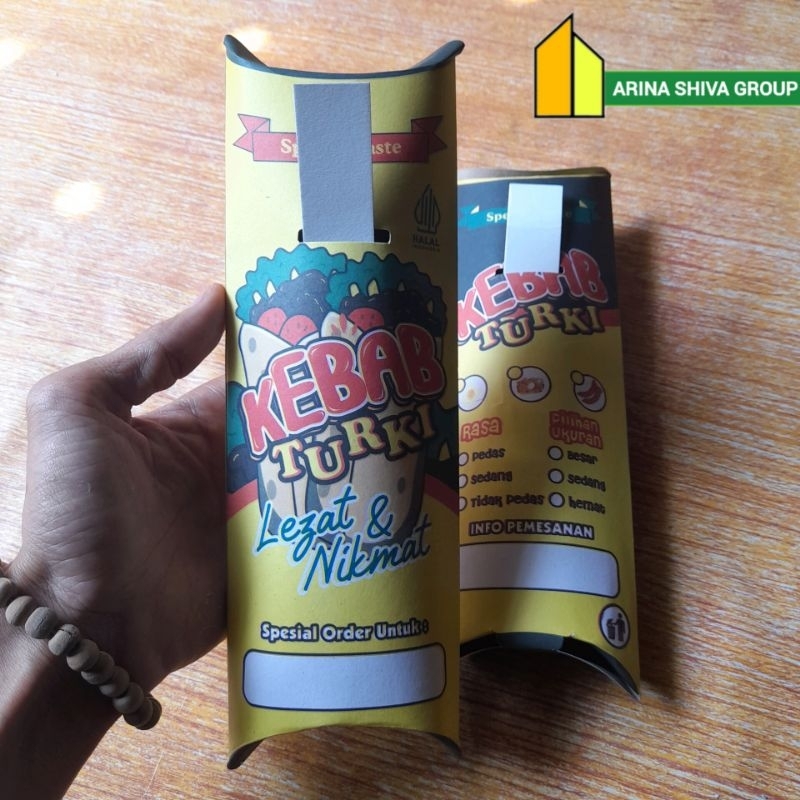 ARINA SHIVA GROUP
HALAL
INDONESIA
KEBAB
TURKI
Lezat &
Nikmat
Spesial Order Untuk :
KEBAB
TURKI
Rasa
Pedas
Sedang
Tidak Pedas
Pilihan
Ukuran
Besar
Sedang
Hemat
INFO PEMESANAN